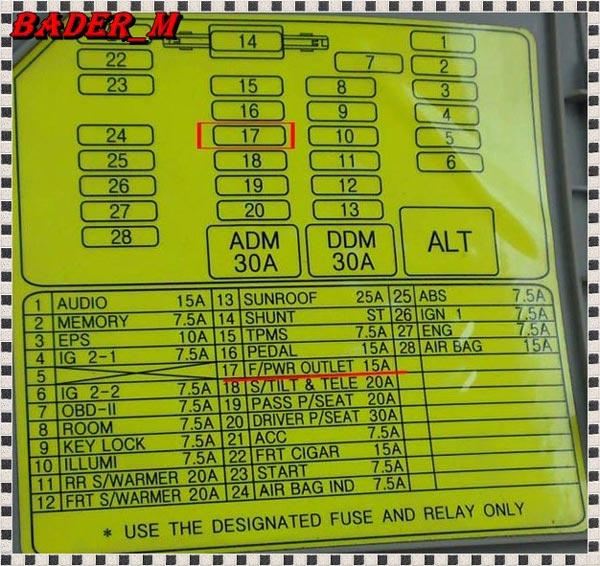 BADER_M
14
1
22
7
2
23
15
8
3
16
9
4
24
17
10
5
25
18
11
6
26
19
12
27
20
13
28
ADM
30A
DDM
30A
ALT
1 AUDIO 15A 13 SUNROOF 25A 25 ABS 7.5A
2 MEMORY 7.5A 14 SHUNT ST 26 IGN 1 7.5A
3 EPS 10A 15 TPMS 7.5A 27 ENG 7.5A
4 IG 2-1 7.5A 16 PEDAL 15A 28 AIR BAG 15A
5 17 F/PWR OUTLET 15A
6 IG 2-2 7.5A 18 S/TILT & TELE 20A
7 OBD-II 7.5A 19 PASS P/SEAT 20A
8 ROOM 7.5A 20 DRIVER P/SEAT 30A
9 KEY LOCK 7.5A 21 ACC 7.5A
10 ILLUMI 7.5A 22 FRT CIGAR 15A
11 RR S/WARMER 20A 23 START 7.5A
12 FRT S/WARMER 20A 24 AIR BAG IND 7.5A
* USE THE DESIGNATED FUSE AND RELAY ONLY